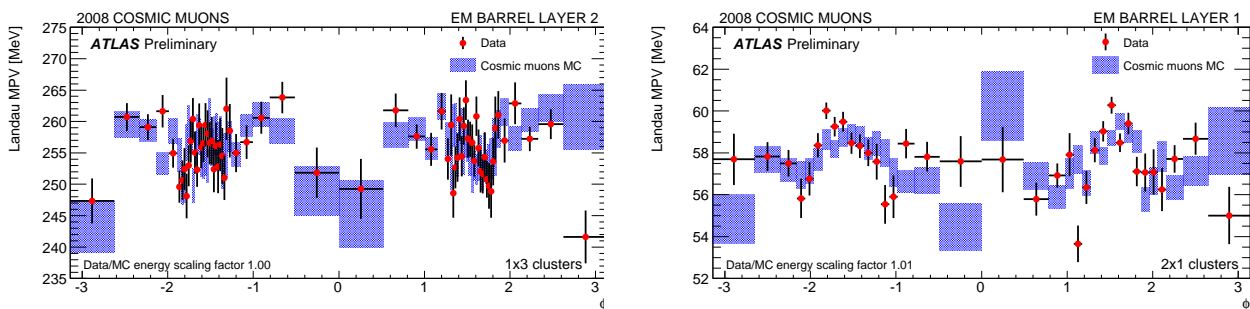 2008 COSMIC MUONS EM BARREL LAYER 2
Landau MPV [MeV]
275
270
265
260
255
250
245
240
235
ATLAS Preliminary
Data
Cosmic muons MC
Data/MC energy scaling factor 1.00
1x3 clusters
-3 -2 -1 0 1 2 3
ϕ
2008 COSMIC MUONS EM BARREL LAYER 1
Landau MPV [MeV]
64
62
60
58
56
54
52
ATLAS Preliminary
Data
Cosmic muons MC
Data/MC energy scaling factor 1.01
2x1 clusters
-3 -2 -1 0 1 2 3
ϕ